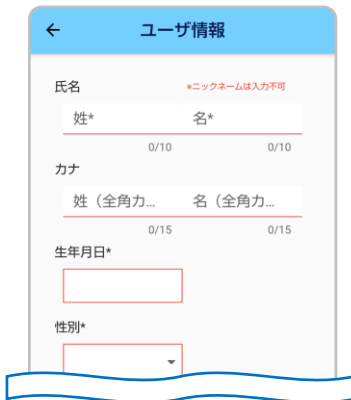 ユーザ情報
氏名 *ニックネームは入力不可
姓* 名*
0/10 0/10
カナ
姓（全角カ... 名（全角カ...
0/15 0/15
生年月日*
性別*